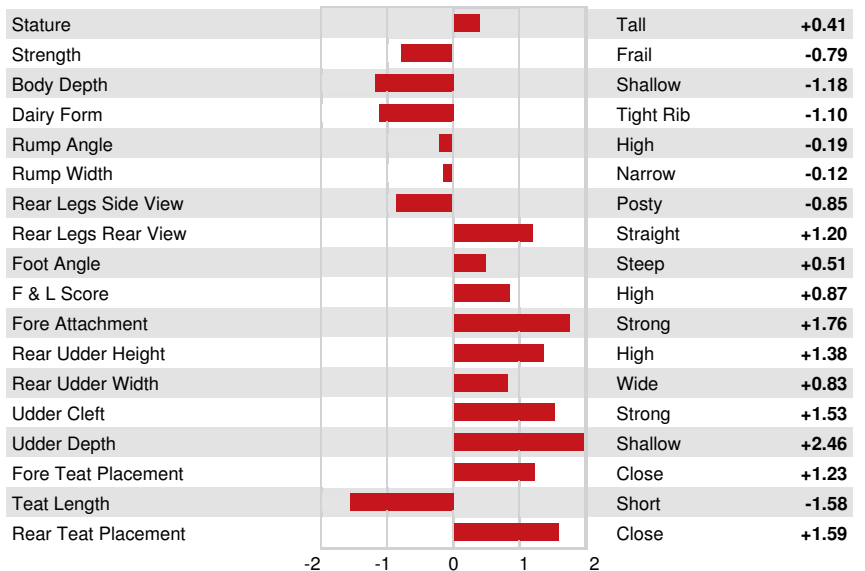 Stature Tall +0.41
Strength Frail -0.79
Body Depth Shallow -1.18
Dairy Form Tight Rib -1.10
Rump Angle High -0.19
Rump Width Narrow -0.12
Rear Legs Side View Posty -0.85
Rear Legs Rear View Straight +1.20
Foot Angle Steep +0.51
F & L Score High +0.87
Fore Attachment Strong +1.76
Rear Udder Height High +1.38
Rear Udder Width Wide +0.83
Udder Cleft Strong +1.53
Udder Depth Shallow +2.46
Fore Teat Placement Close +1.23
Teat Length Short -1.58
Rear Teat Placement Close +1.59
-2 -1 0 1 2